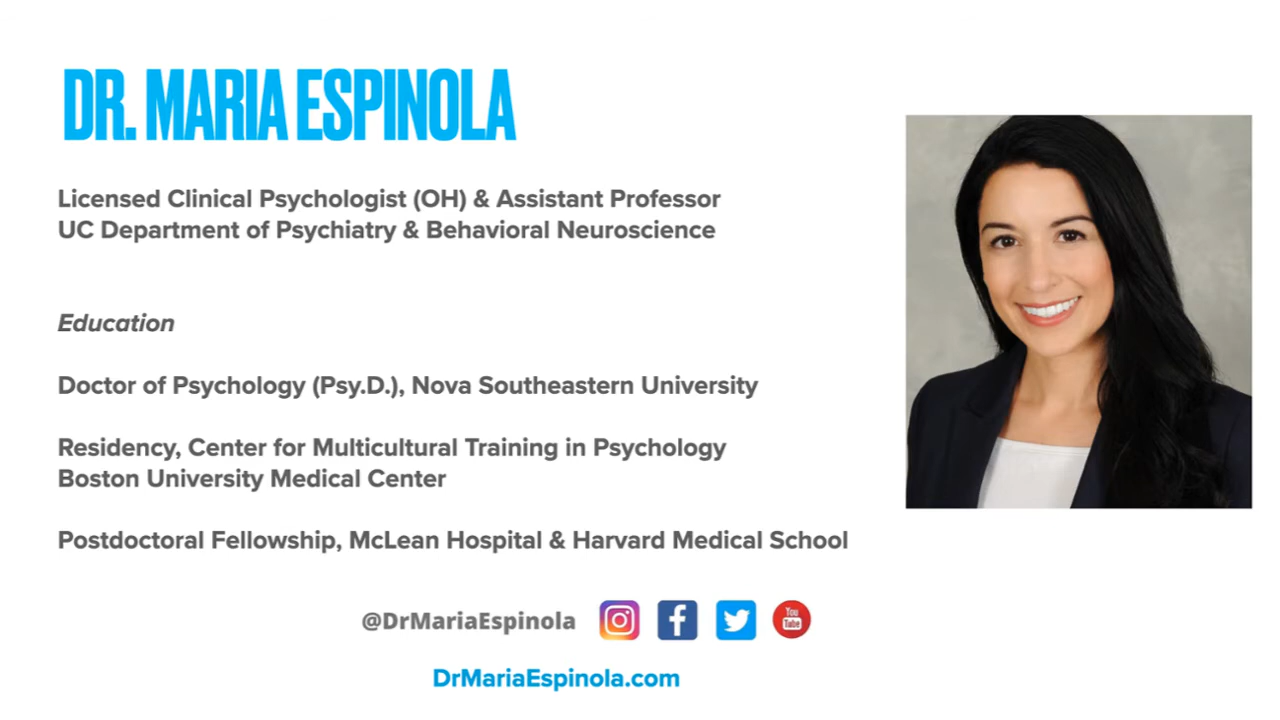 DR. MARIA ESPINOLA
Licensed Clinical Psychologist (OH) & Assistant Professor
UC Department of Psychiatry & Behavioral Neuroscience
Education
Doctor of Psychology (Psy.D.), Nova Southeastern University
Residency, Center for Multicultural Training in Psychology
Boston University Medical Center
Postdoctoral Fellowship, McLean Hospital & Harvard Medical School
@DrMariaEspinola
You
Tube
DrMariaEspinola.com